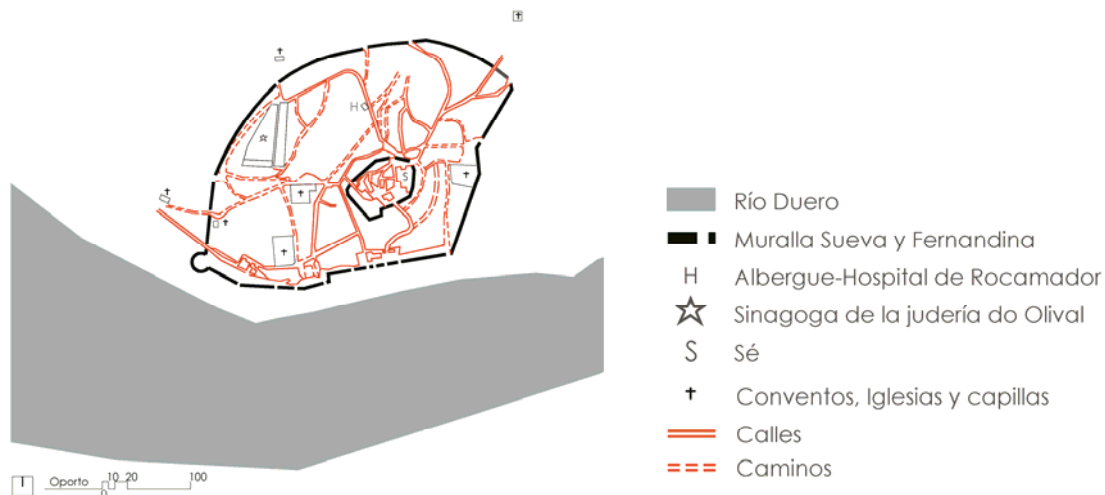 H
S
Río Duero
Muralla Sueva y Fernandina
H Albergue-Hospital de Rocamador
Sinagoga de la judería do Olival
S Sé
Conventos, Iglesias y capillas
Calles
Caminos
1 Oporto 10 20 100
0